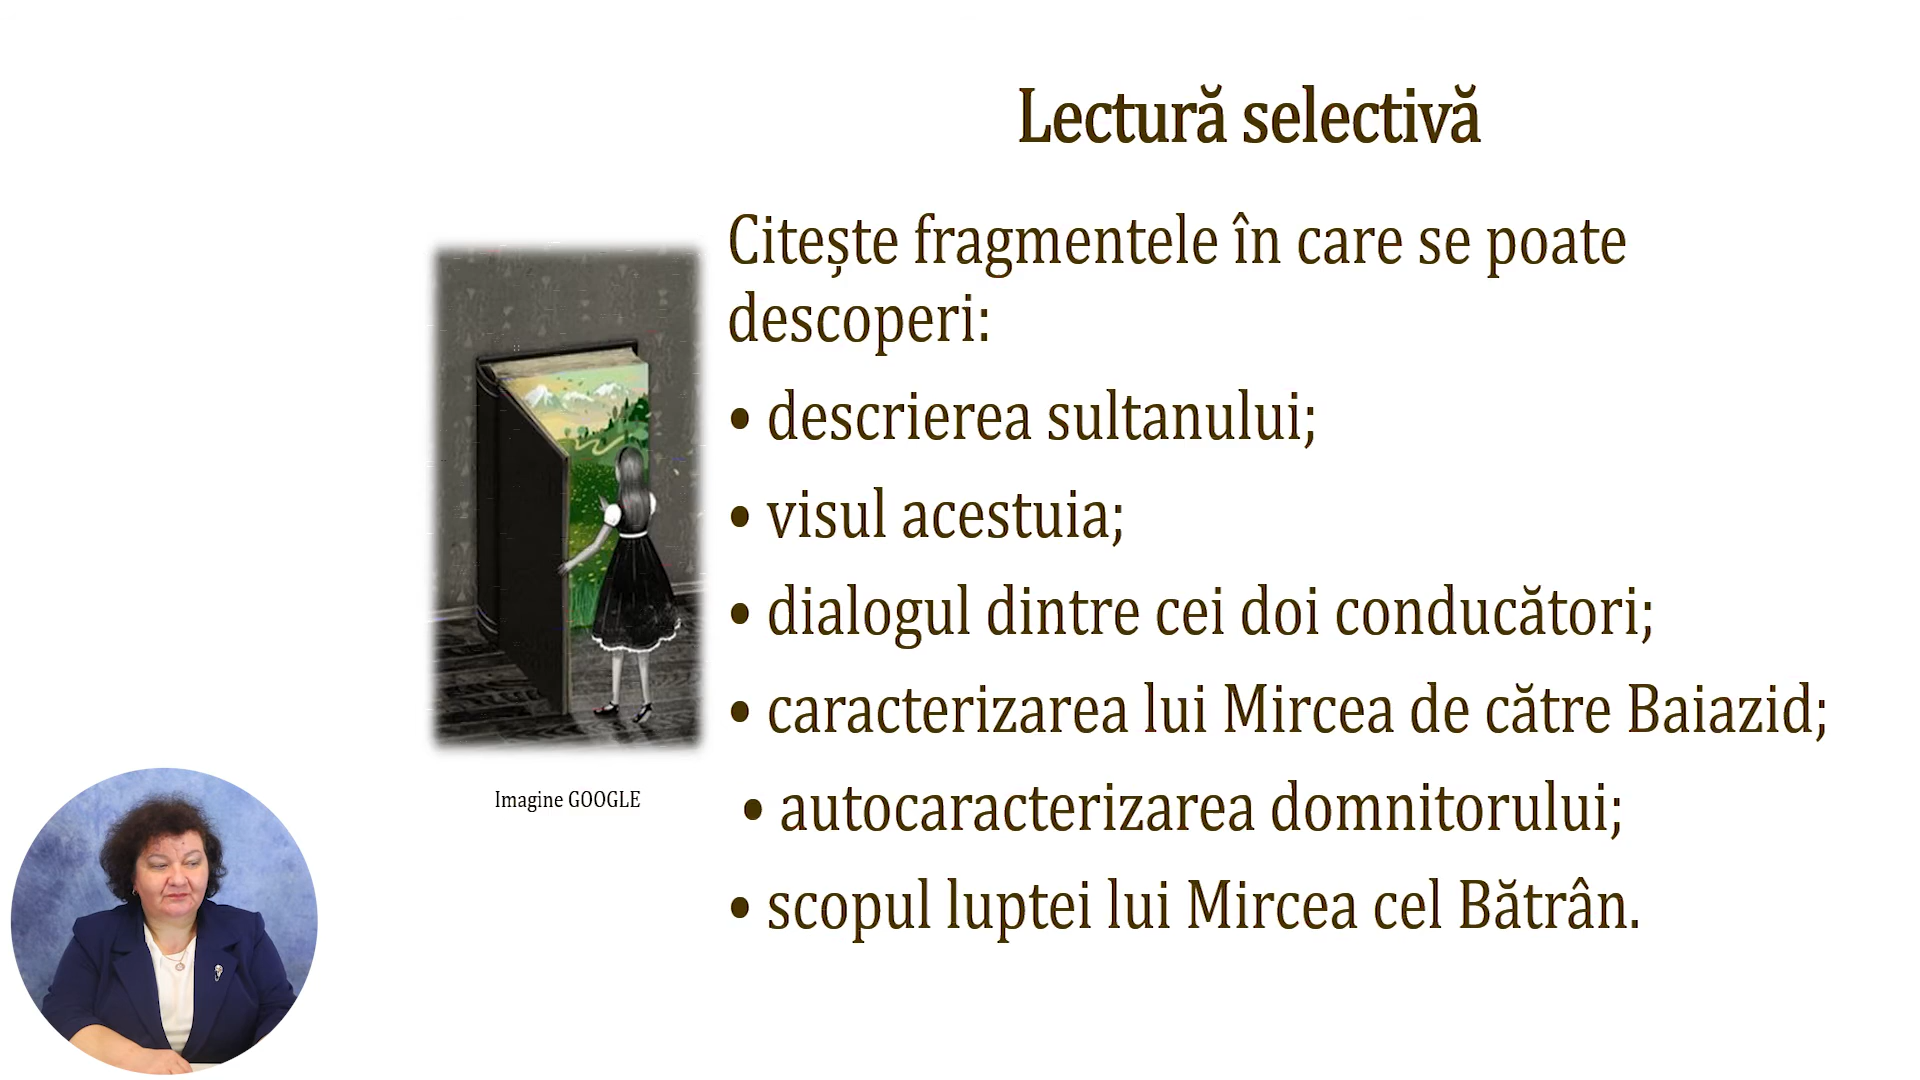 Lectură selectivă
Citește fragmentele în care se poate
descoperi:
• descrierea sultanului;
• visul acestuia;
• dialogul dintre cei doi conducători;
• caracterizarea lui Mircea de către Baiazid;
• autocaracterizarea domnitorului;
• scopul luptei lui Mircea cel Bătrân.
Imagine GOOGLE